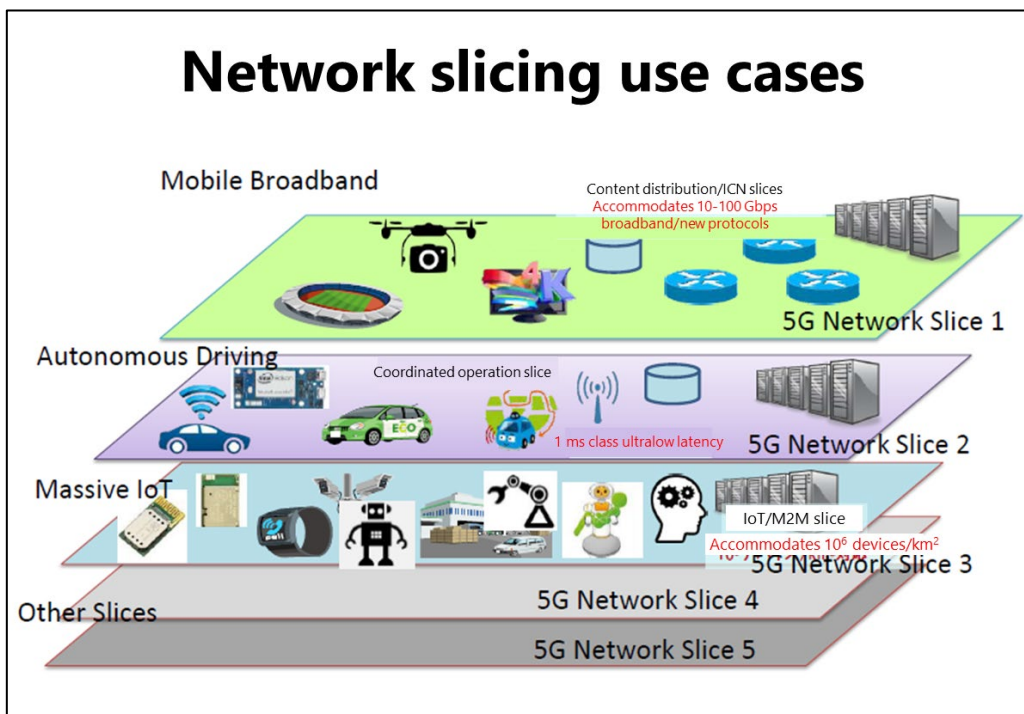 Network slicing use cases
Mobile Broadband
Content distribution/ICN slices
Accommodates 10-100 Gbps
broadband/new protocols
4K
5G Network Slice 1
Autonomous Driving
Coordinated operation slice
ECO
1 ms class ultralow latency
5G Network Slice 2
Massive IoT
IoT/M2M slice
Accommodates 10⁶ devices/km²
5G Network Slice 3
5G Network Slice 4
Other Slices
5G Network Slice 5